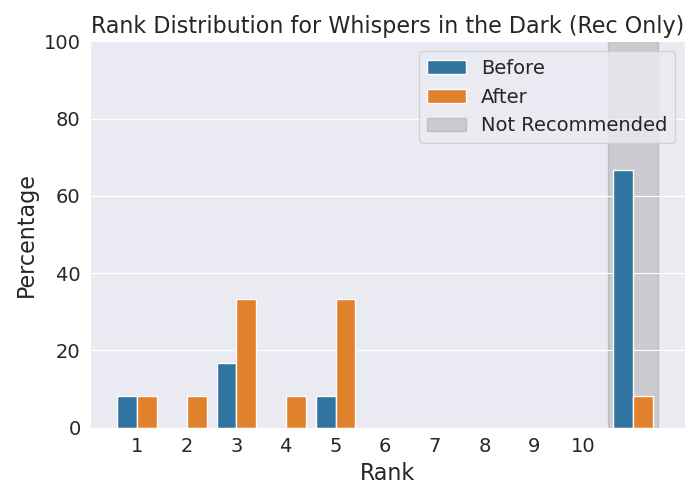 Rank Distribution for Whispers in the Dark (Rec Only)
100
80
60
40
20
0
Percentage
Before
After
Not Recommended
1 2 3 4 5 6 7 8 9 10
Rank